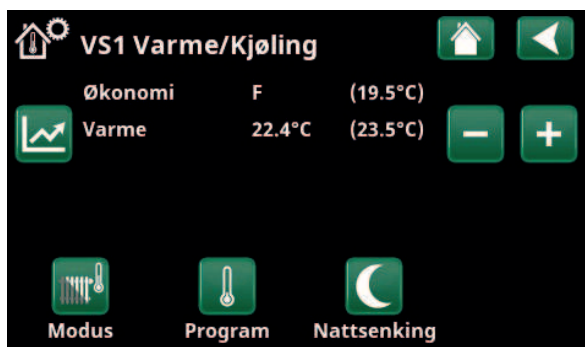 VS1 Varme/Kjøling
Økonomi F (19.5°C)
Varme 22.4°C (23.5°C)
Modus Program Nattsenking